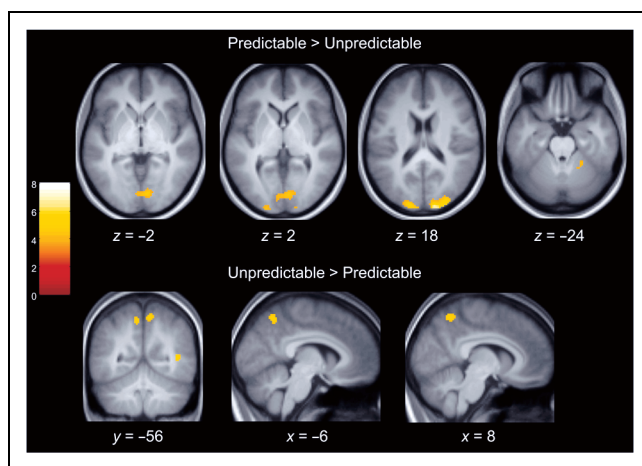 Predictable > Unpredictable
8
6
4
2
0
z = –2
z = 2
z = 18
z = –24
Unpredictable > Predictable
y = –56
x = –6
x = 8